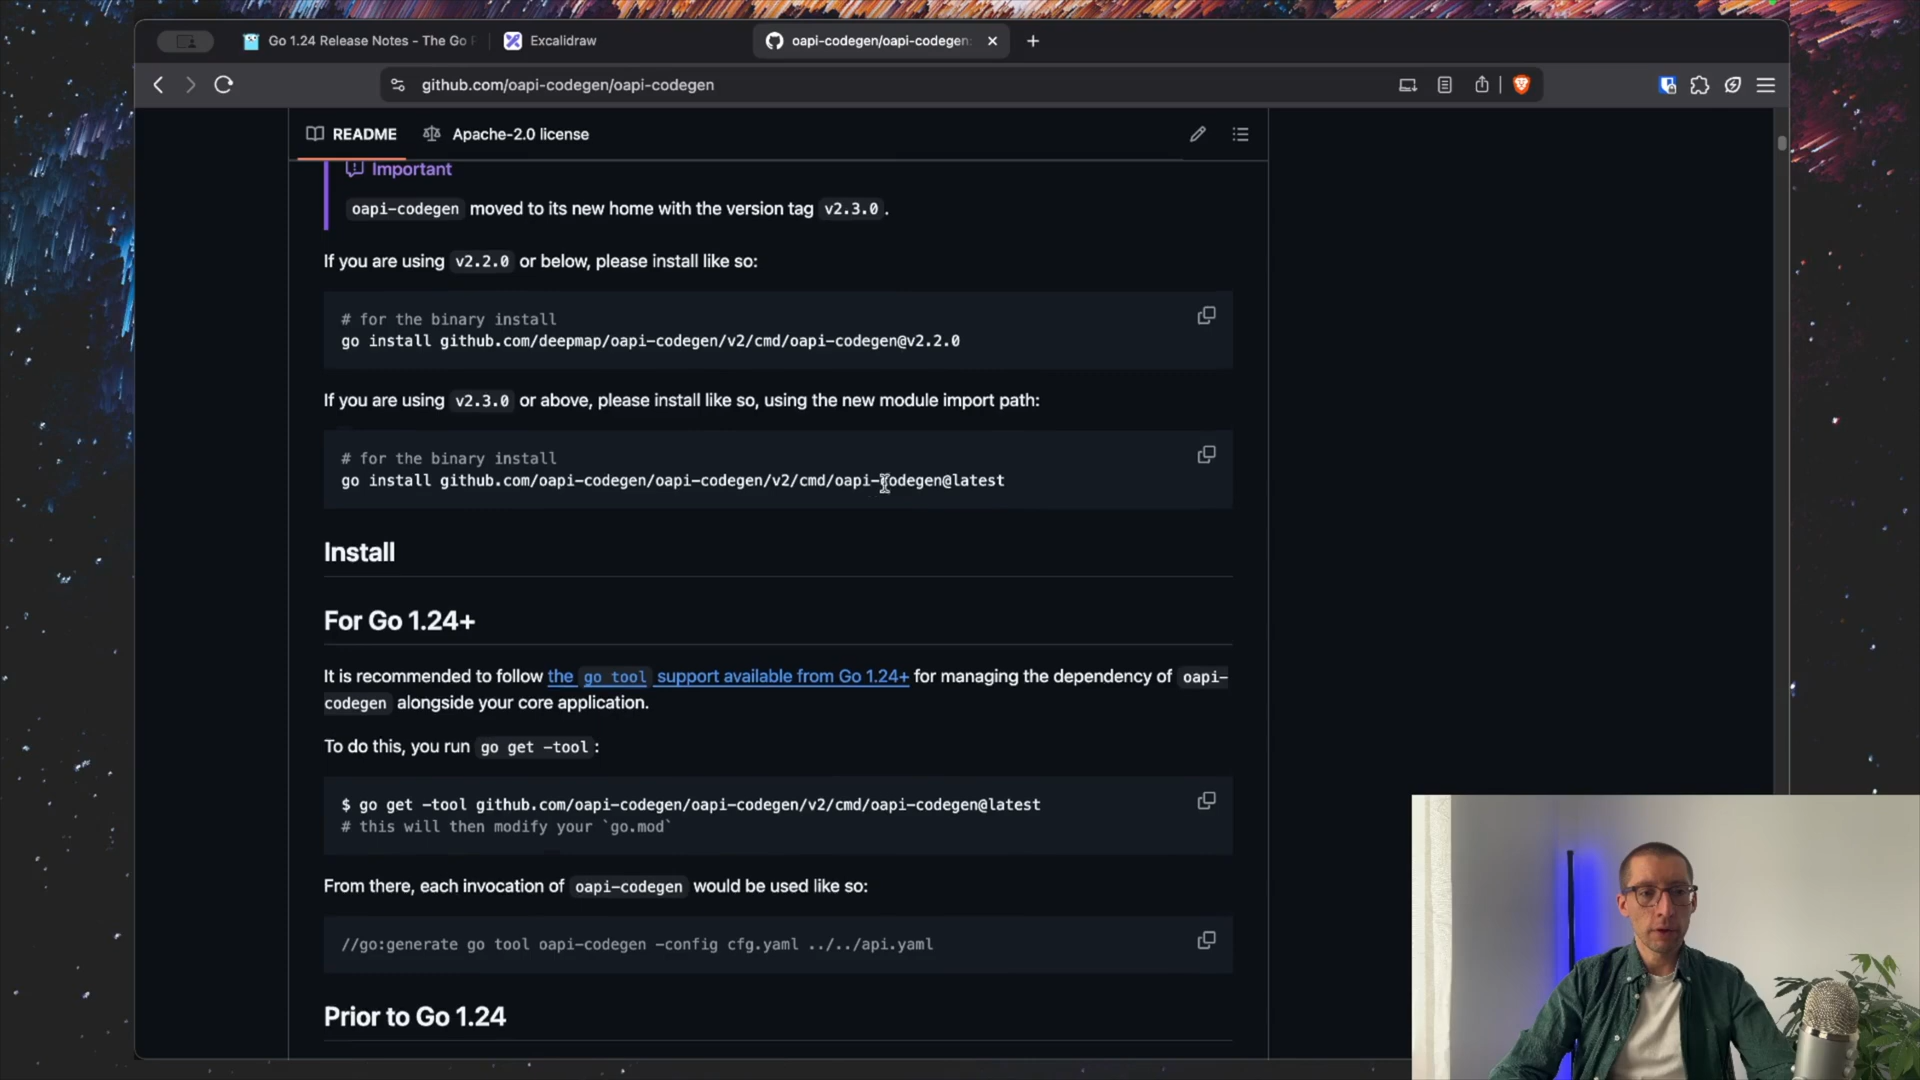 Go 1.24 Release Notes - The Go P
Excalidraw
oapi-codegen/oapi-codegen:
github.com/oapi-codegen/oapi-codegen
README
Apache-2.0 license
Important
oapi-codegen moved to its new home with the version tag v2.3.0 .
If you are using v2.2.0 or below, please install like so:
# for the binary install
go install github.com/deepmap/oapi-codegen/v2/cmd/oapi-codegen@v2.2.0
If you are using v2.3.0 or above, please install like so, using the new module import path:
# for the binary install
go install github.com/oapi-codegen/oapi-codegen/v2/cmd/oapi-codegen@latest
Install
For Go 1.24+
It is recommended to follow the go tool support available from Go 1.24+ for managing the dependency of oapi-
codegen alongside your core application.
To do this, you run go get -tool :
$ go get -tool github.com/oapi-codegen/oapi-codegen/v2/cmd/oapi-codegen@latest
# this will then modify your `go.mod`
From there, each invocation of oapi-codegen would be used like so:
//go:generate go tool oapi-codegen -config cfg.yaml ../../api.yaml
Prior to Go 1.24